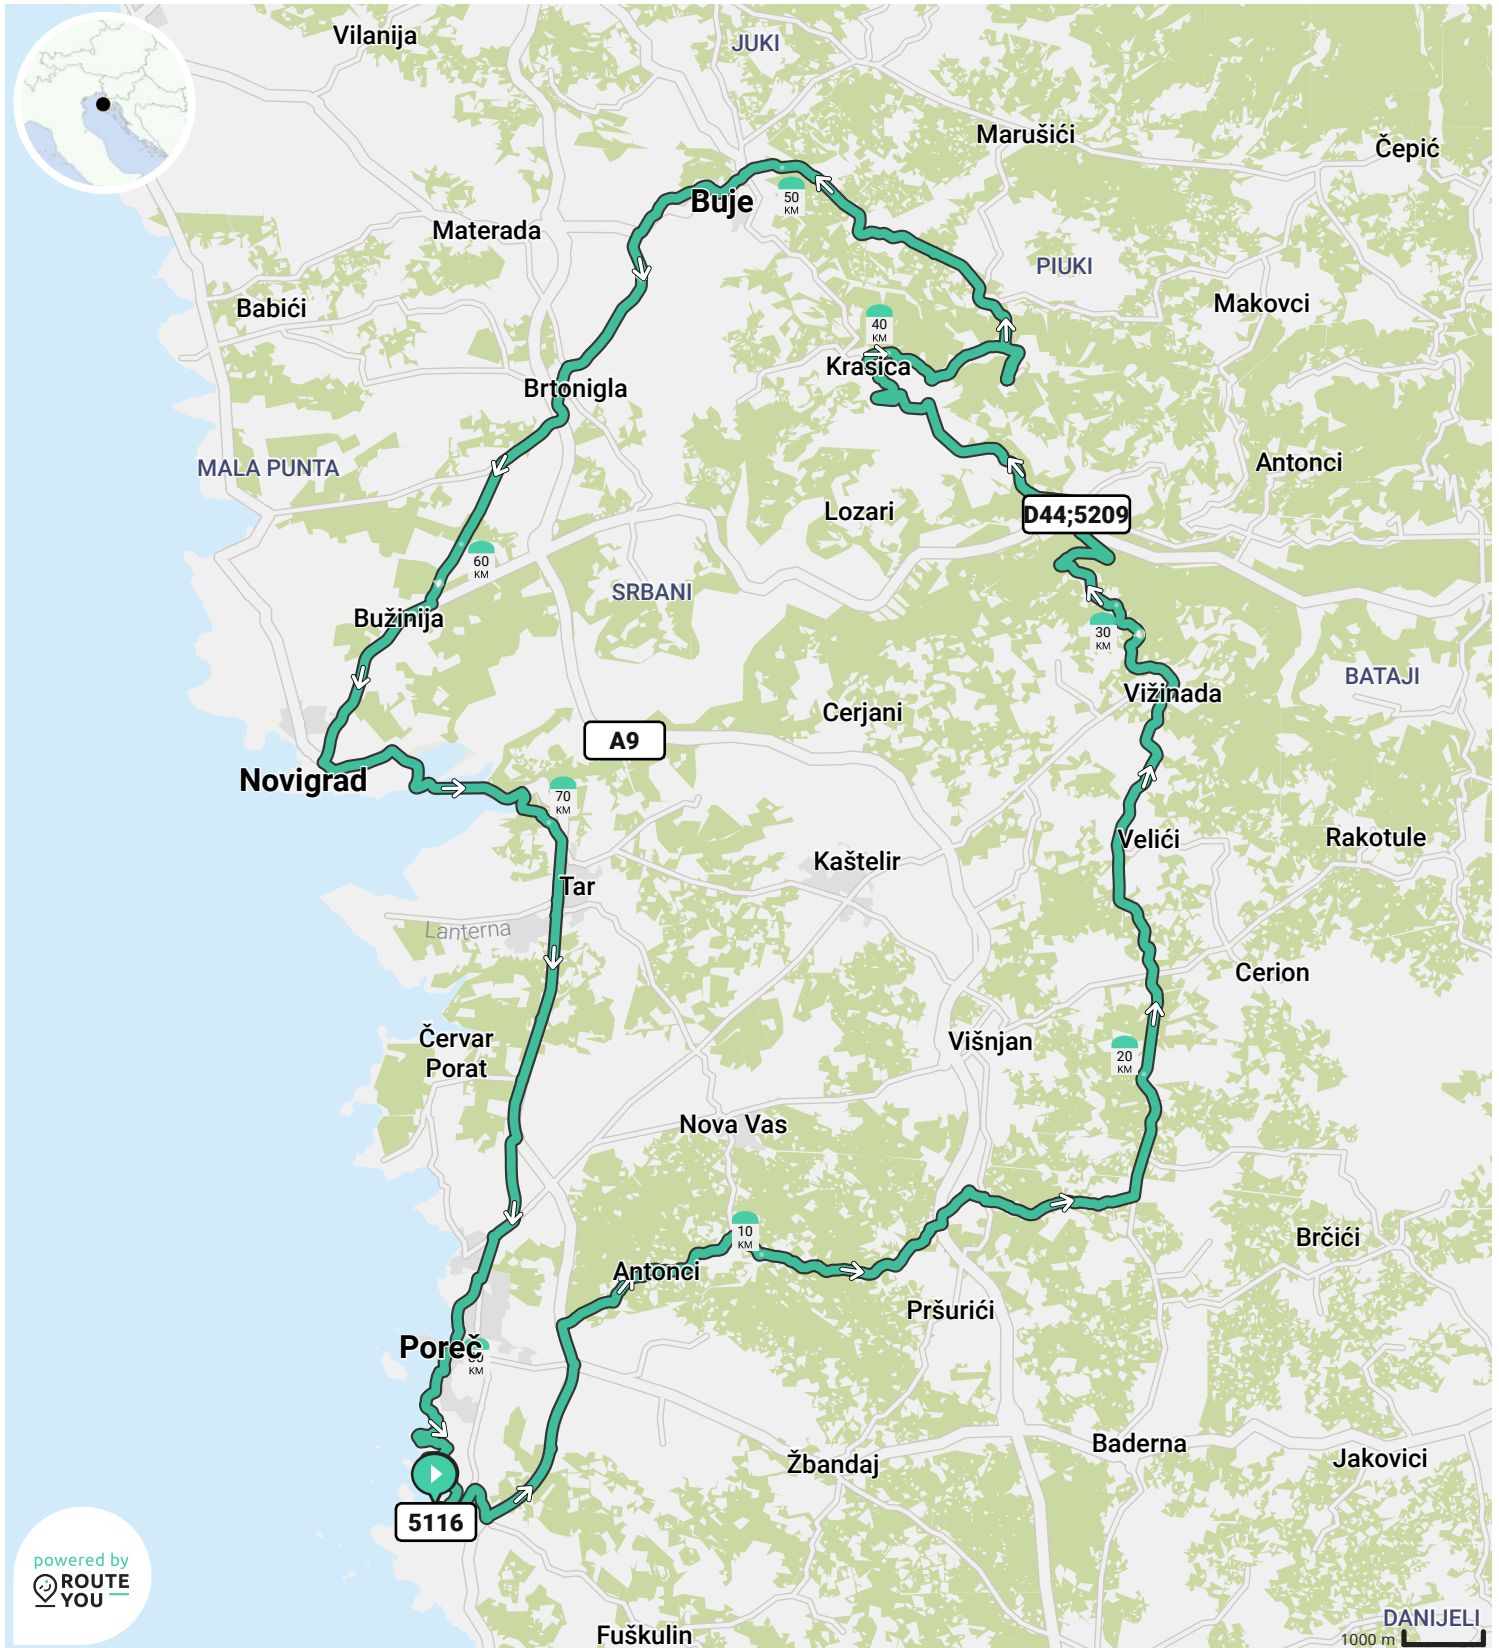 Vilanija
JUKI
Marušići
Čepić
50
KM
Buje
Materada
PIUKI
Makovci
Babići
40
KM
Krasica
Brtonigla
MALA PUNTA
Antonci
Lozari
D44;5209
60
KM
SRBANI
Bužinija
30
KM
BATAJI
Vižinada
Cerjani
A9
Novigrad
70
KM
Velići
Rakotule
Kaštelir
Tar
Lanterna
Cerion
Červar
Porat
Višnjan
20
KM
Nova Vas
10
KM
Brčići
Antonci
Pršurići
Poreč
KM
Baderna
Žbandaj
Jakovici
5116
powered by
ROUTE
YOU
DANIJELI
Fuškulin
1000 m